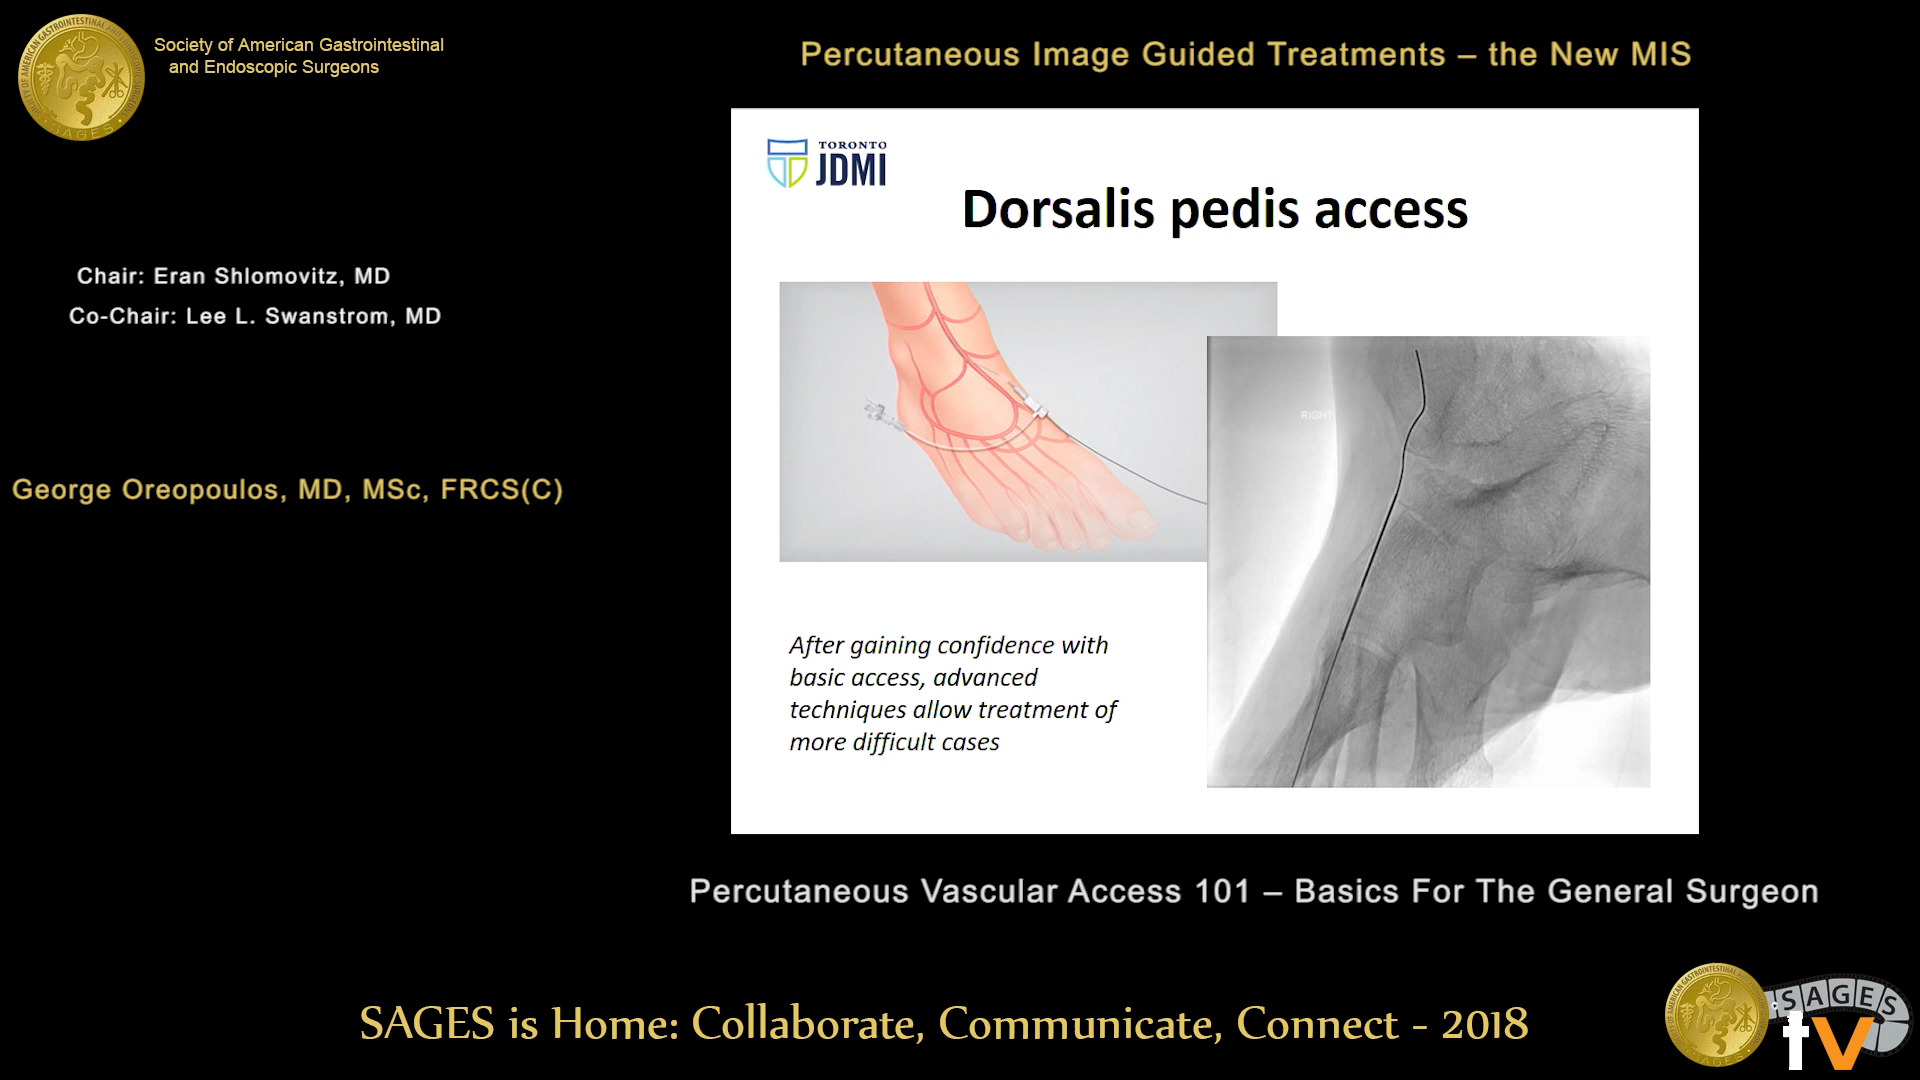 Society of American Gastrointestinal
and Endoscopic Surgeons
Percutaneous Image Guided Treatments – the New MIS
Chair: Eran Shlomovitz, MD
Co-Chair: Lee L. Swanstrom, MD
George Oreopoulos, MD, MSc, FRCS(C)
TORONTO
JDMI
Dorsalis pedis access
RIGHT
After gaining confidence with
basic access, advanced
techniques allow treatment of
more difficult cases
Percutaneous Vascular Access 101 – Basics For The General Surgeon
SAGES is Home: Collaborate, Communicate, Connect - 2018
SAGES
tv
SAGES